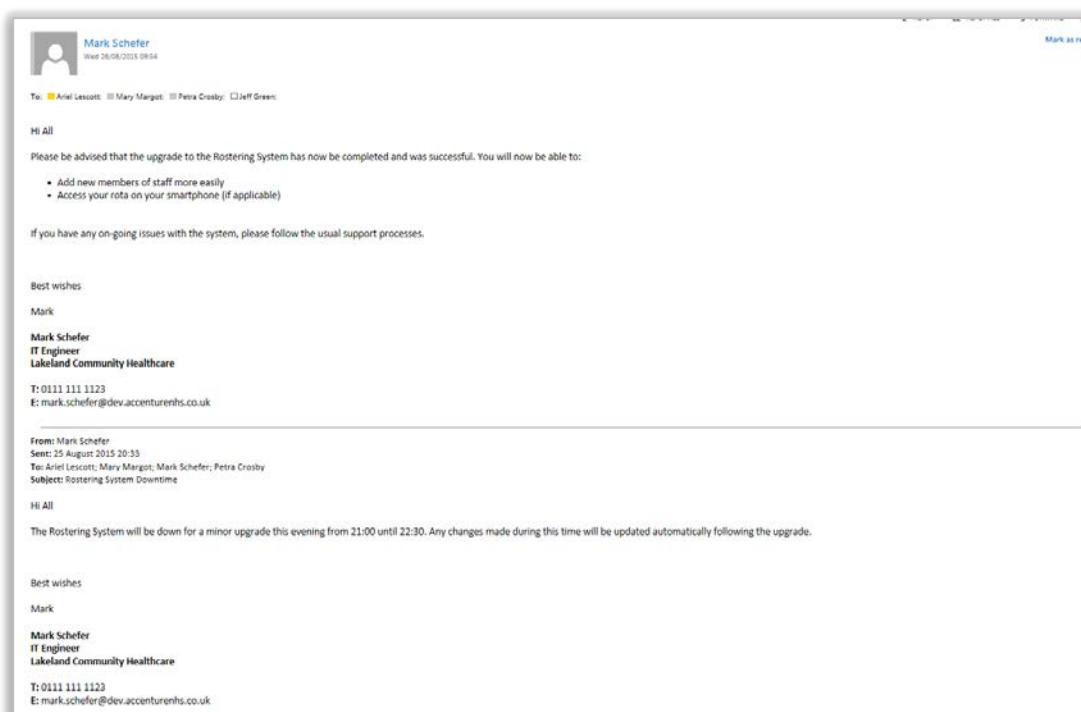 Mark Schefer
Wed 26/08/2015 09:54
Mark as
To: Ariel Lescott; Mary Margot; Petra Crosby; Jeff Green;
Hi All
Please be advised that the upgrade to the Rostering System has now be completed and was successful. You will now be able to:
• Add new members of staff more easily
• Access your rota on your smartphone (if applicable)
If you have any on-going issues with the system, please follow the usual support processes.
Best wishes
Mark
Mark Schefer
IT Engineer
Lakeland Community Healthcare
T: 0111 111 1123
E: mark.schefer@dev.accenturenhs.co.uk
From: Mark Schefer
Sent: 25 August 2015 20:33
To: Ariel Lescott; Mary Margot; Mark Schefer; Petra Crosby
Subject: Rostering System Downtime
Hi All
The Rostering System will be down for a minor upgrade this evening from 21:00 until 22:30. Any changes made during this time will be updated automatically following the upgrade.
Best wishes
Mark
Mark Schefer
IT Engineer
Lakeland Community Healthcare
T: 0111 111 1123
E: mark.schefer@dev.accenturenhs.co.uk